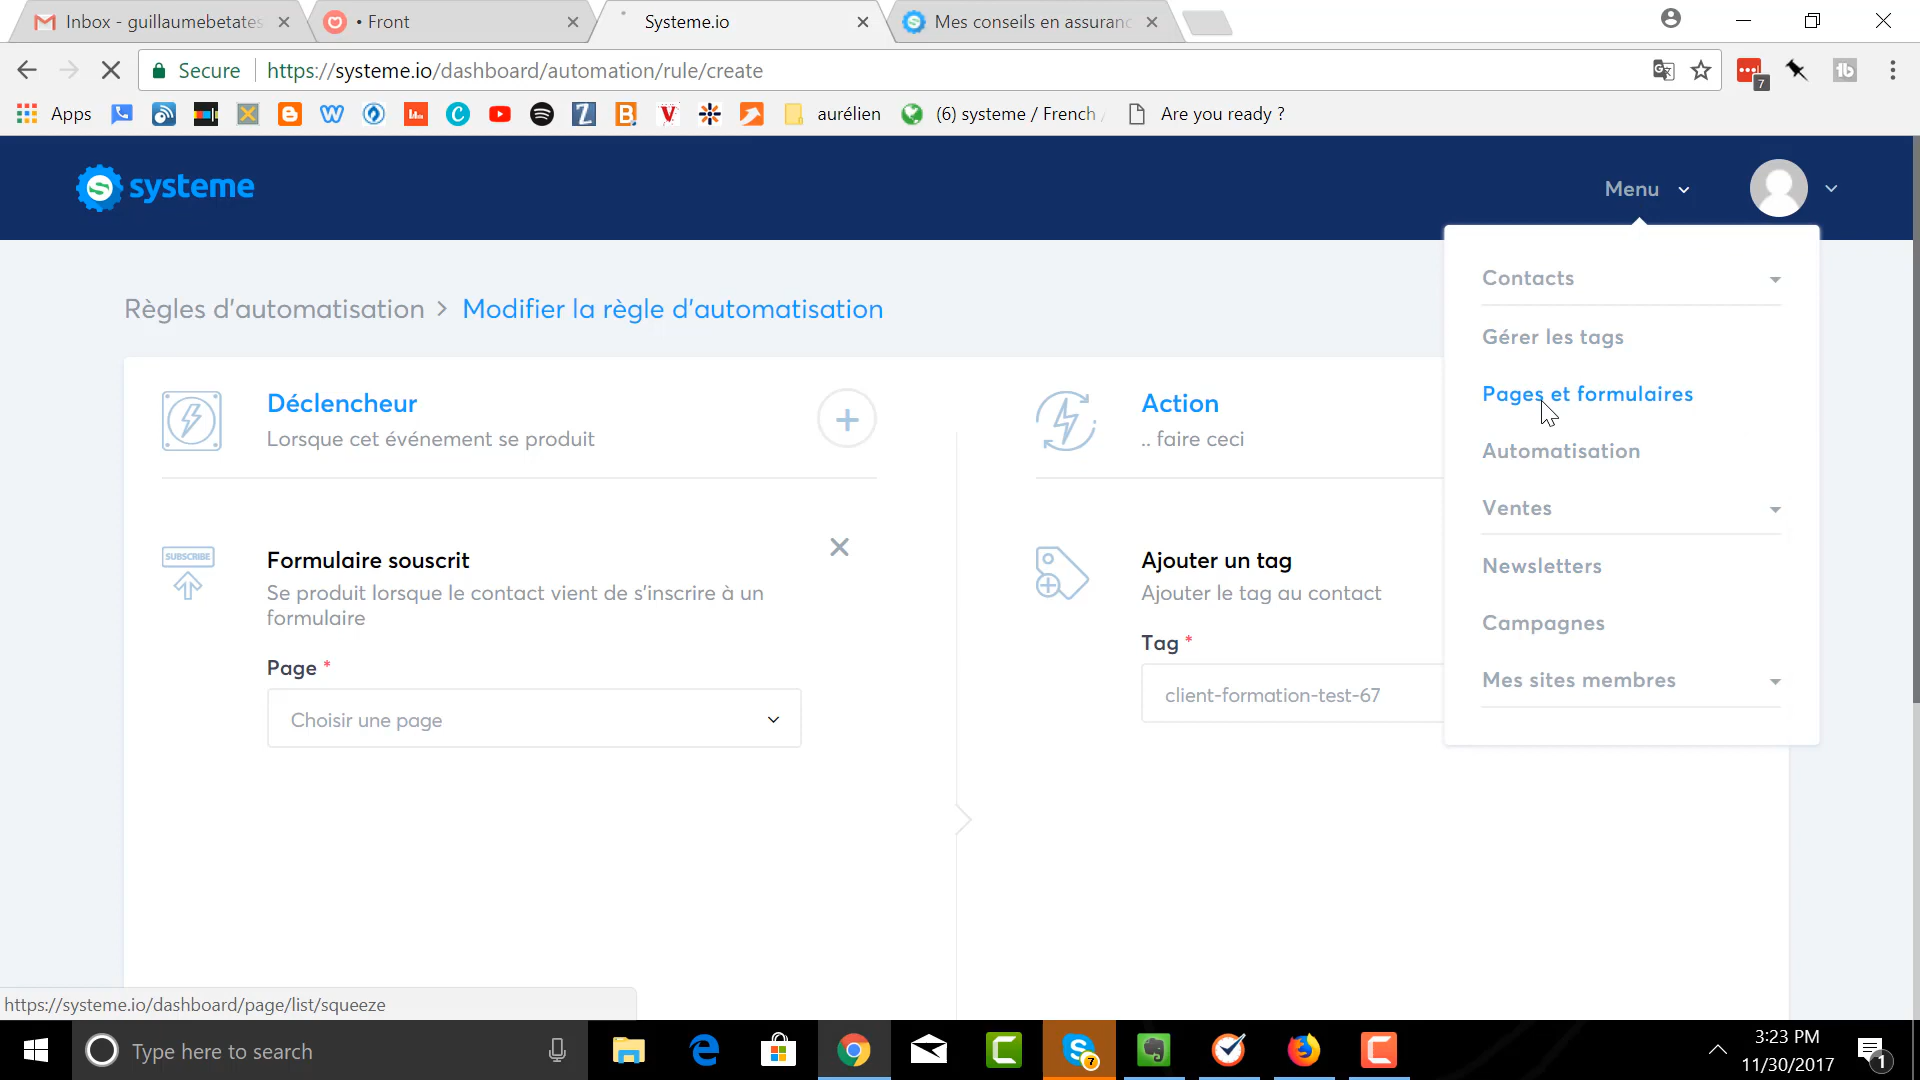 Inbox - guillaumebetates
• Front
Systeme.io
Mes conseils en assuranc
Secure
https://systeme.io/dashboard/automation/rule/create
7
Apps
aurélien
(6) systeme / French
Are you ready ?
systeme
Menu
Contacts
Gérer les tags
Pages et formulaires
Automatisation
Ventes
Newsletters
Campagnes
Mes sites membres
Règles d'automatisation > Modifier la règle d'automatisation
Déclencheur
Lorsque cet événement se produit
Action
.. faire ceci
SUBSCRIBE
Formulaire souscrit
Se produit lorsque le contact vient de s'inscrire à un
formulaire
Page *
Choisir une page
Ajouter un tag
Ajouter le tag au contact
Tag *
client-formation-test-67
https://systeme.io/dashboard/page/list/squeeze
Type here to search
7
3:23 PM
11/30/2017
1